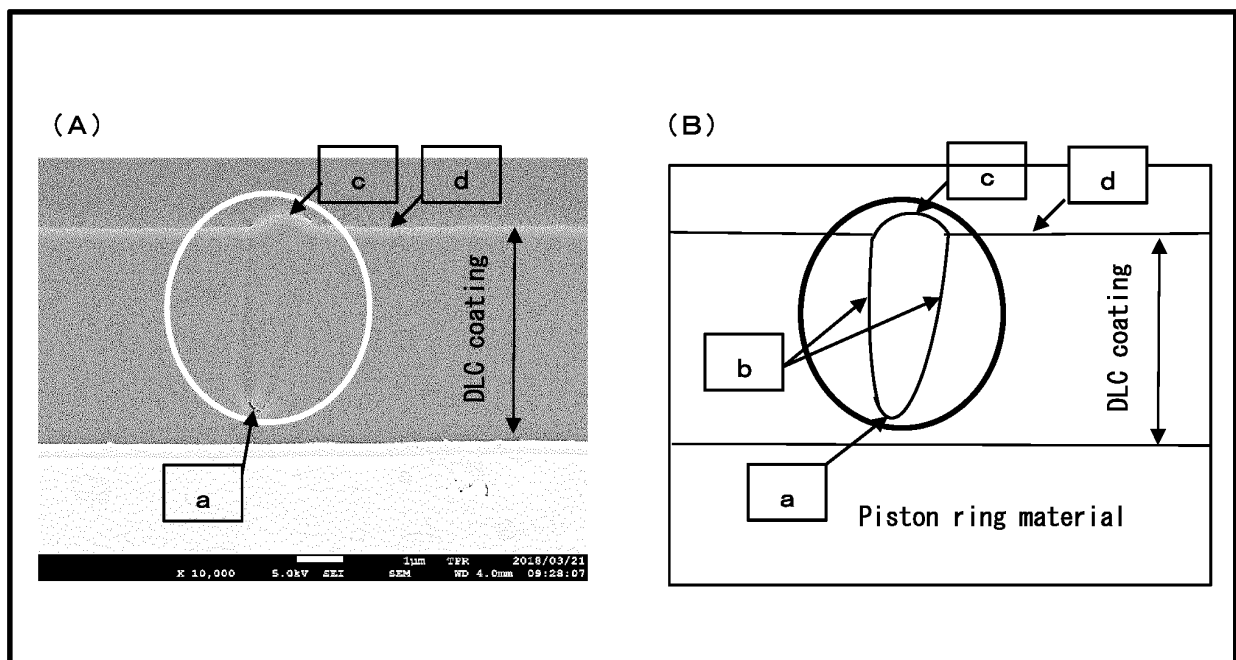 (A)
c
d
DLC coating
a
1μm TPR 2018/03/21
X 10,000 5.0kV SEI SEM WD 4.0mm 09:28:07
(B)
c
d
b
DLC coating
a
Piston ring material